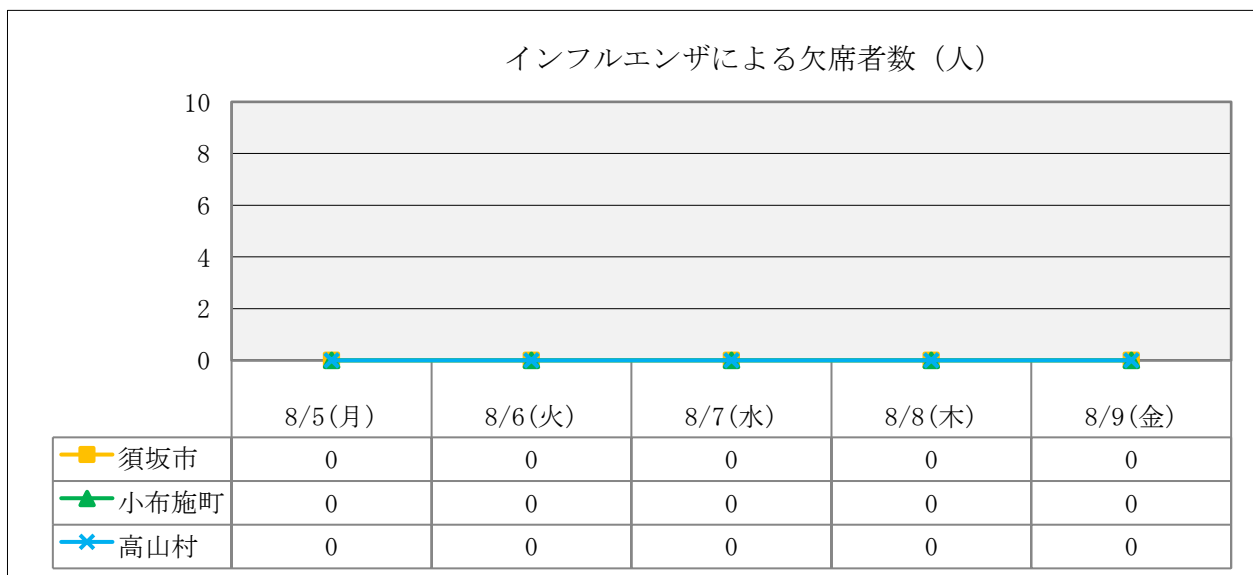 インフルエンザによる欠席者数（人）
10
8
6
4
2
0
8/5(月) 8/6(火) 8/7(水) 8/8(木) 8/9(金)
須坂市 0 0 0 0 0
小布施町 0 0 0 0 0
高山村 0 0 0 0 0